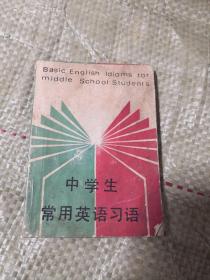 Basic English Idioms for
middle School Students
中学生
常用英语习语